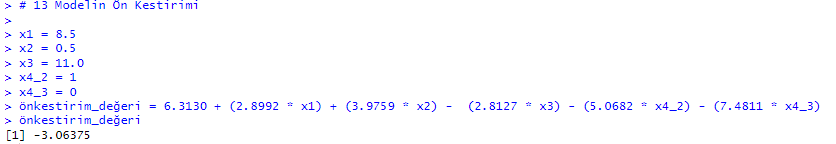 > # 13 Modelin Ön Kestirimi
>
> x1 = 8.5
> x2 = 0.5
> x3 = 11.0
> x4_2 = 1
> x4_3 = 0
> önkestirim_değeri = 6.3130 + (2.8992 * x1) + (3.9759 * x2) -  (2.8127 * x3) - (5.0682 * x4_2) - (7.4811 * x4_3)
> önkestirim_değeri
[1] -3.06375